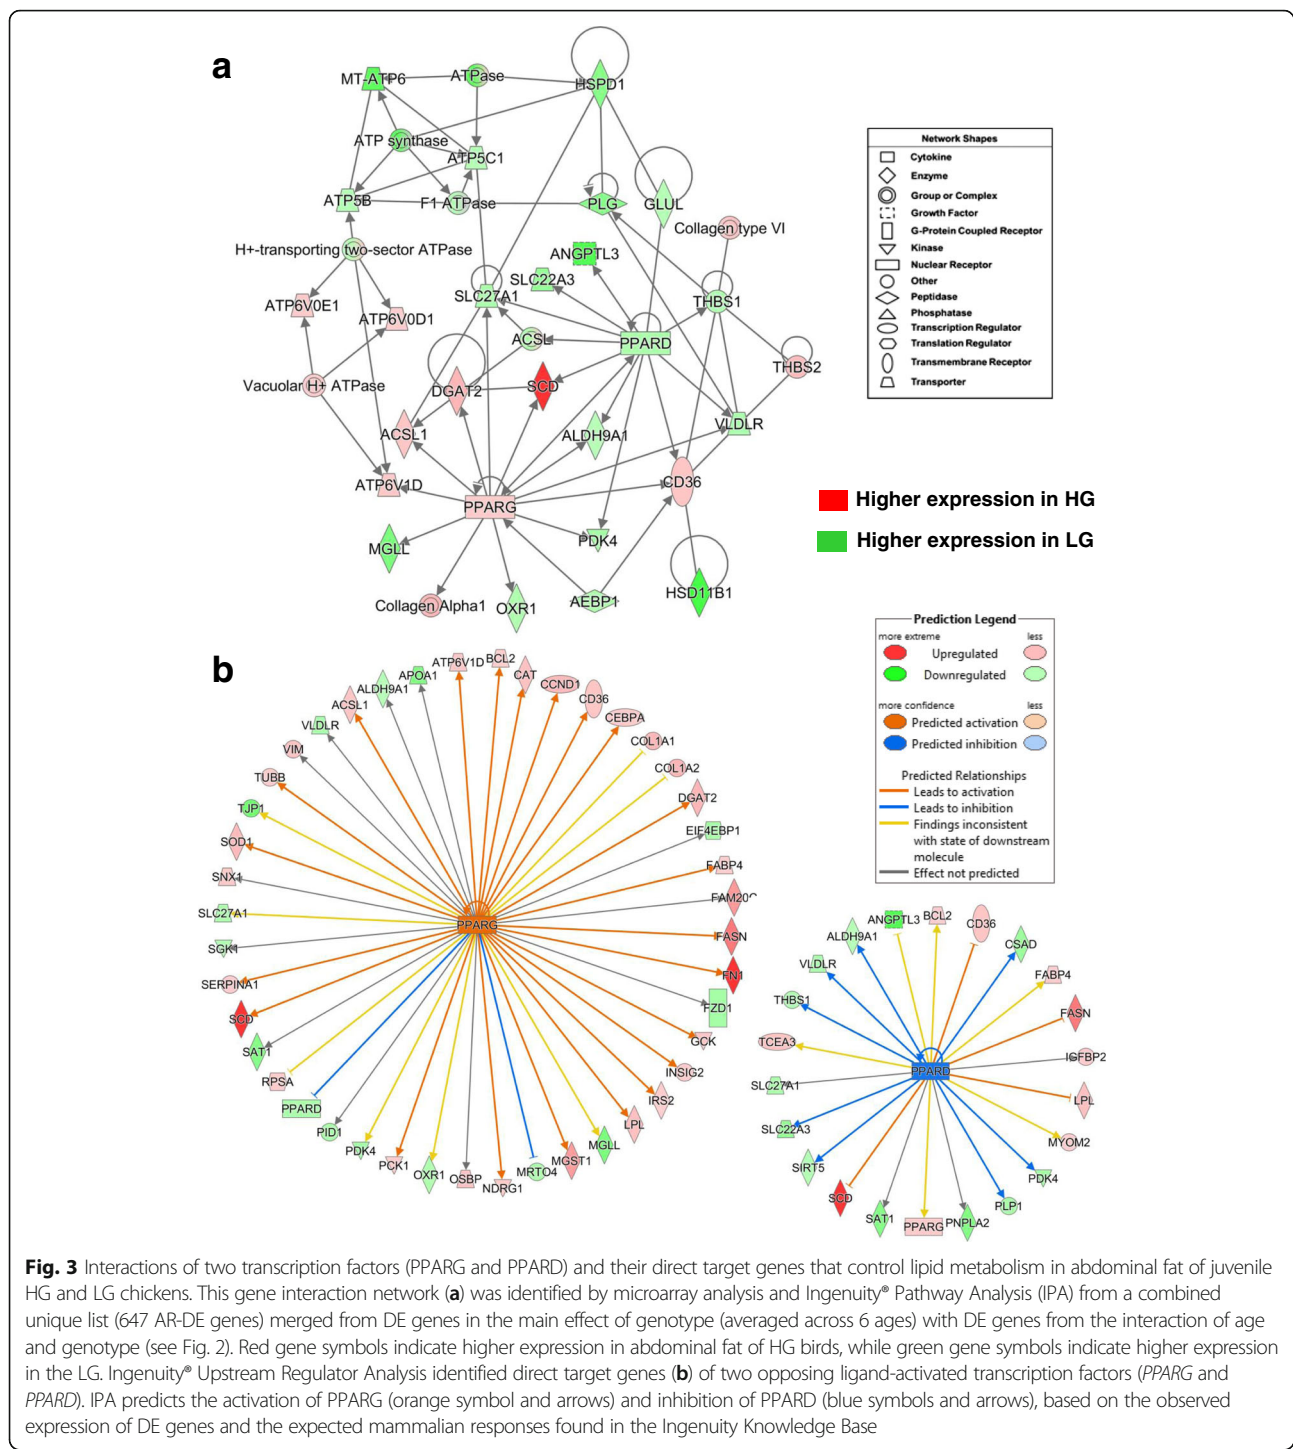 a
MT-ATP6
ATPase
HSPD1
ATP synthase
ATP5C1
ATP5B
F1 ATPase
PLG
GLUL
Collagen type VI
H+-transporting two-sector ATPase
ANGPTL3
SLC22A3
SLC27A1
THBS1
ATP6V0E1
ATP6V0D1
ACSL
PPARD
THBS2
Vacuolar H+ ATPase
DGAT2
SCD
ACSL1
ALDH9A1
VLDLR
ATP6V1D
CD36
PPARG
MGLL
PDK4
Collagen Alpha1
OXR1
AEBP1
HSD11B1
Network Shapes
Cytokine
Enzyme
Group or Complex
Growth Factor
G-Protein Coupled Receptor
Kinase
Nuclear Receptor
Other
Peptidase
Phosphatase
Transcription Regulator
Translation Regulator
Transmembrane Receptor
Transporter
Higher expression in HG
Higher expression in LG
Prediction Legend
more extreme less
Upregulated
Downregulated
more confidence less
Predicted activation
Predicted inhibition
Predicted Relationships
Leads to activation
Leads to inhibition
Findings inconsistent
with state of downstream
molecule
Effect not predicted
b
ATP6V1D
BCL2
CAT
CCND1
CD36
CEBPA
COL1A1
COL1A2
DGAT2
EIF4EBP1
FABP4
FAM20C
FASN
FN1
FZD1
GCK
INSIG2
IRS2
LPL
MGLL
MGST1
MRTO4
NDRG1
OSBP
OXR1
PCK1
PDK4
PID1
PPARD
RPSA
SAT1
SCD
SERPINA1
SGK1
SLC27A1
SNX1
SOD1
TJP1
TUBB
VIM
VLDLR
ACSL1
ALDH9A1
APOA1
PPARG
ANGPTL3
BCL2
CD36
CSAD
FABP4
FASN
IGFBP2
LPL
MYOM2
PDK4
PLP1
PNPLA2
PPARG
SAT1
SCD
SIRT5
SLC22A3
SLC27A1
TCEA3
THBS1
VLDLR
ALDH9A1
PPARD
Fig. 3 Interactions of two transcription factors (PPARG and PPARD) and their direct target genes that control lipid metabolism in abdominal fat of juvenile
HG and LG chickens. This gene interaction network (a) was identified by microarray analysis and Ingenuity® Pathway Analysis (IPA) from a combined
unique list (647 AR-DE genes) merged from DE genes in the main effect of genotype (averaged across 6 ages) with DE genes from the interaction of age
and genotype (see Fig. 2). Red gene symbols indicate higher expression in abdominal fat of HG birds, while green gene symbols indicate higher expression
in the LG. Ingenuity® Upstream Regulator Analysis identified direct target genes (b) of two opposing ligand-activated transcription factors (PPARG and
PPARD). IPA predicts the activation of PPARG (orange symbol and arrows) and inhibition of PPARD (blue symbols and arrows), based on the observed
expression of DE genes and the expected mammalian responses found in the Ingenuity Knowledge Base